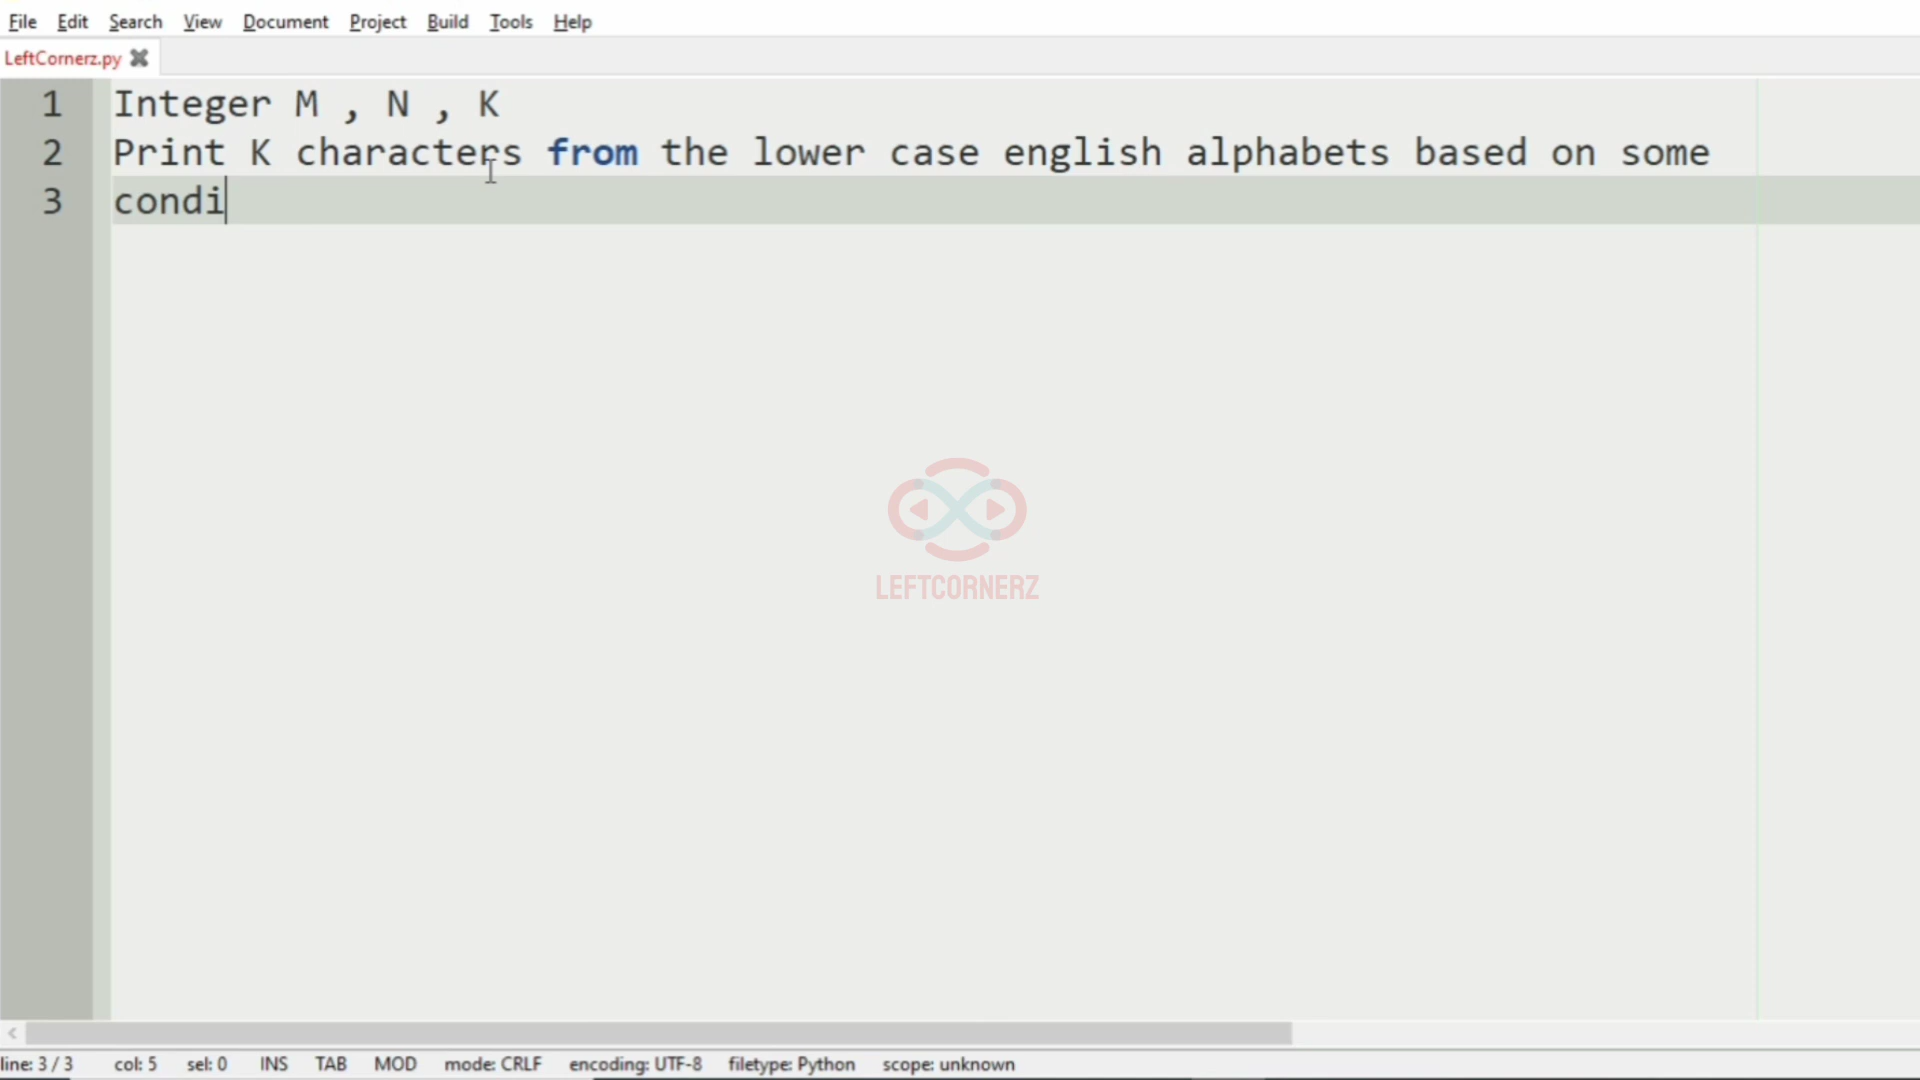 File Edit Search View Document Project Build Tools Help
LeftCornerz.py
1 Integer M , N , K
2 Print K characters from the lower case english alphabets based on some
3 condi
LEFTCORNERZ
line: 3 / 3 col: 5 sel: 0 INS TAB MOD mode: CRLF encoding: UTF-8 filetype: Python scope: unknown